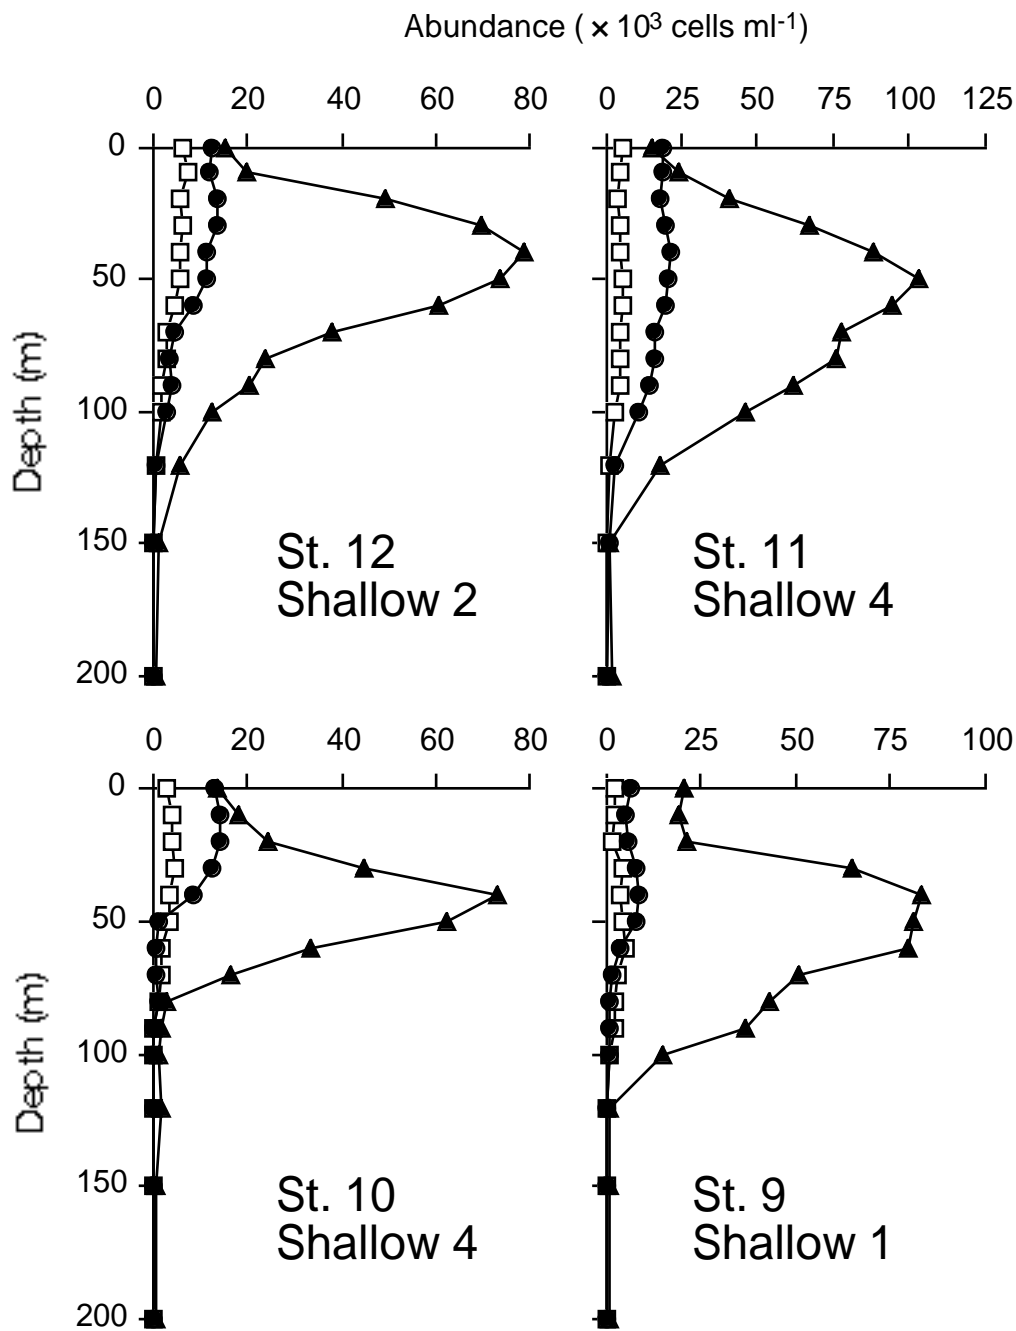 Abundance ( × 10³ cells ml⁻¹)
0 20 40 60 80
0 25 50 75 100 125
0
50
100
150
200
Depth (m)
St. 12
Shallow 2
St. 11
Shallow 4
0 20 40 60 80
0 25 50 75 100
0
50
100
150
200
Depth (m)
St. 10
Shallow 4
St. 9
Shallow 1